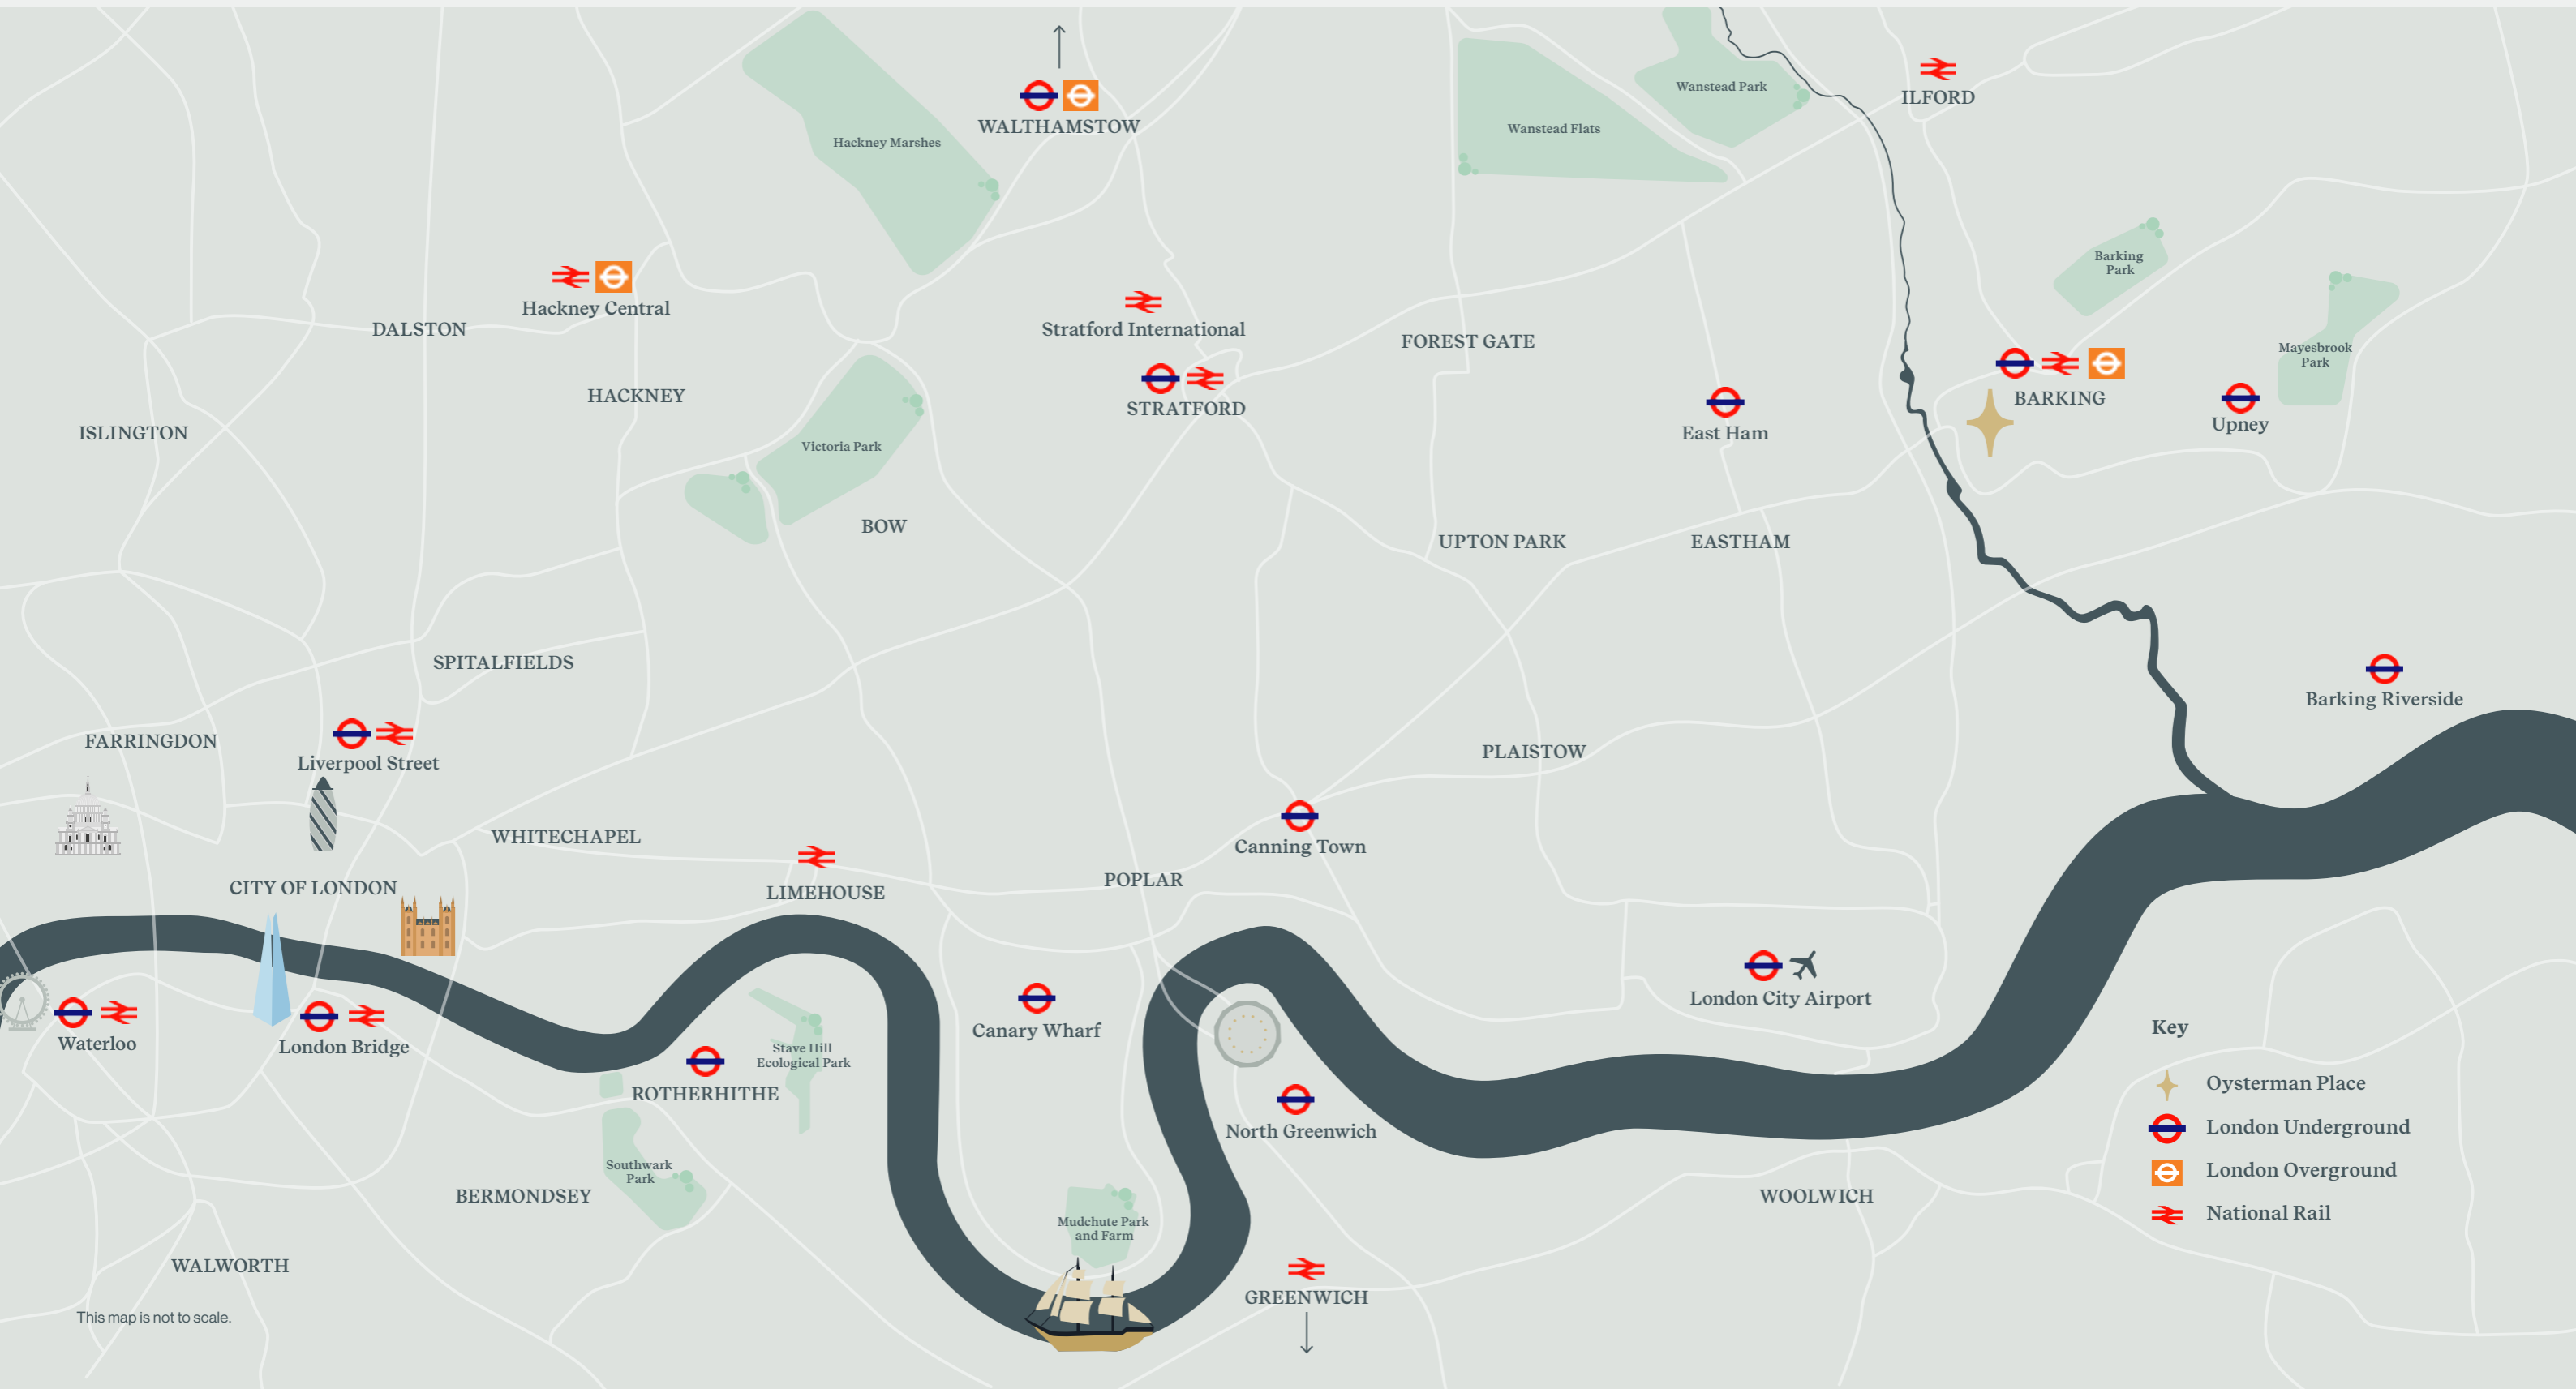 WALTHAMSTOW
Hackney Marshes
Wanstead Park
Wanstead Flats
ILFORD
Barking
Park
Hackney Central
DALSTON
Stratford International
FOREST GATE
Mayesbrook
Park
HACKNEY
STRATFORD
BARKING
Upney
ISLINGTON
Victoria Park
East Ham
BOW
UPTON PARK
EASTHAM
SPITALFIELDS
Barking Riverside
FARRINGDON
Liverpool Street
PLAISTOW
WHITECHAPEL
Canning Town
CITY OF LONDON
LIMEHOUSE
POPLAR
London City Airport
Waterloo
London Bridge
Canary Wharf
Stave Hill
Ecological Park
ROTHERHITHE
North Greenwich
Southwark
Park
BERMONDSEY
Mudchute Park
and Farm
WOOLWICH
WALWORTH
GREENWICH
This map is not to scale.
Key
Oysterman Place
London Underground
London Overground
National Rail